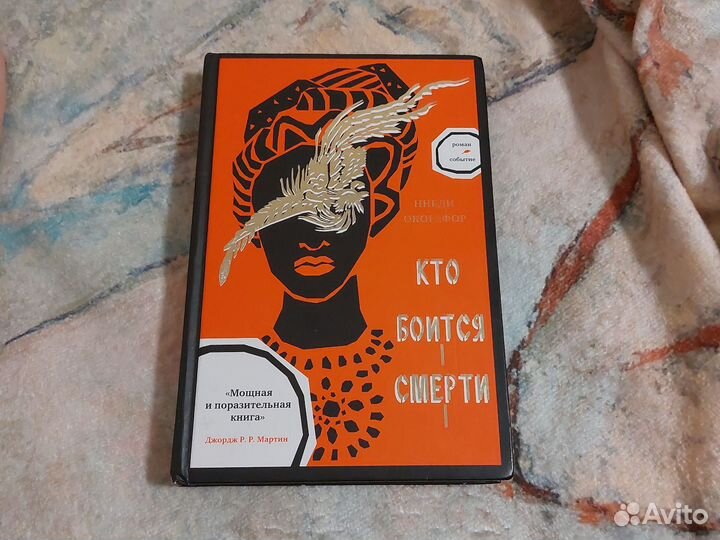 роман
событие
ННЕДИ
ОКОРАФОР
КТО
БОИТСЯ
СМЕРТИ
«Мощная
и поразительная
книга»
Джордж Р. Р. Мартин
Avito